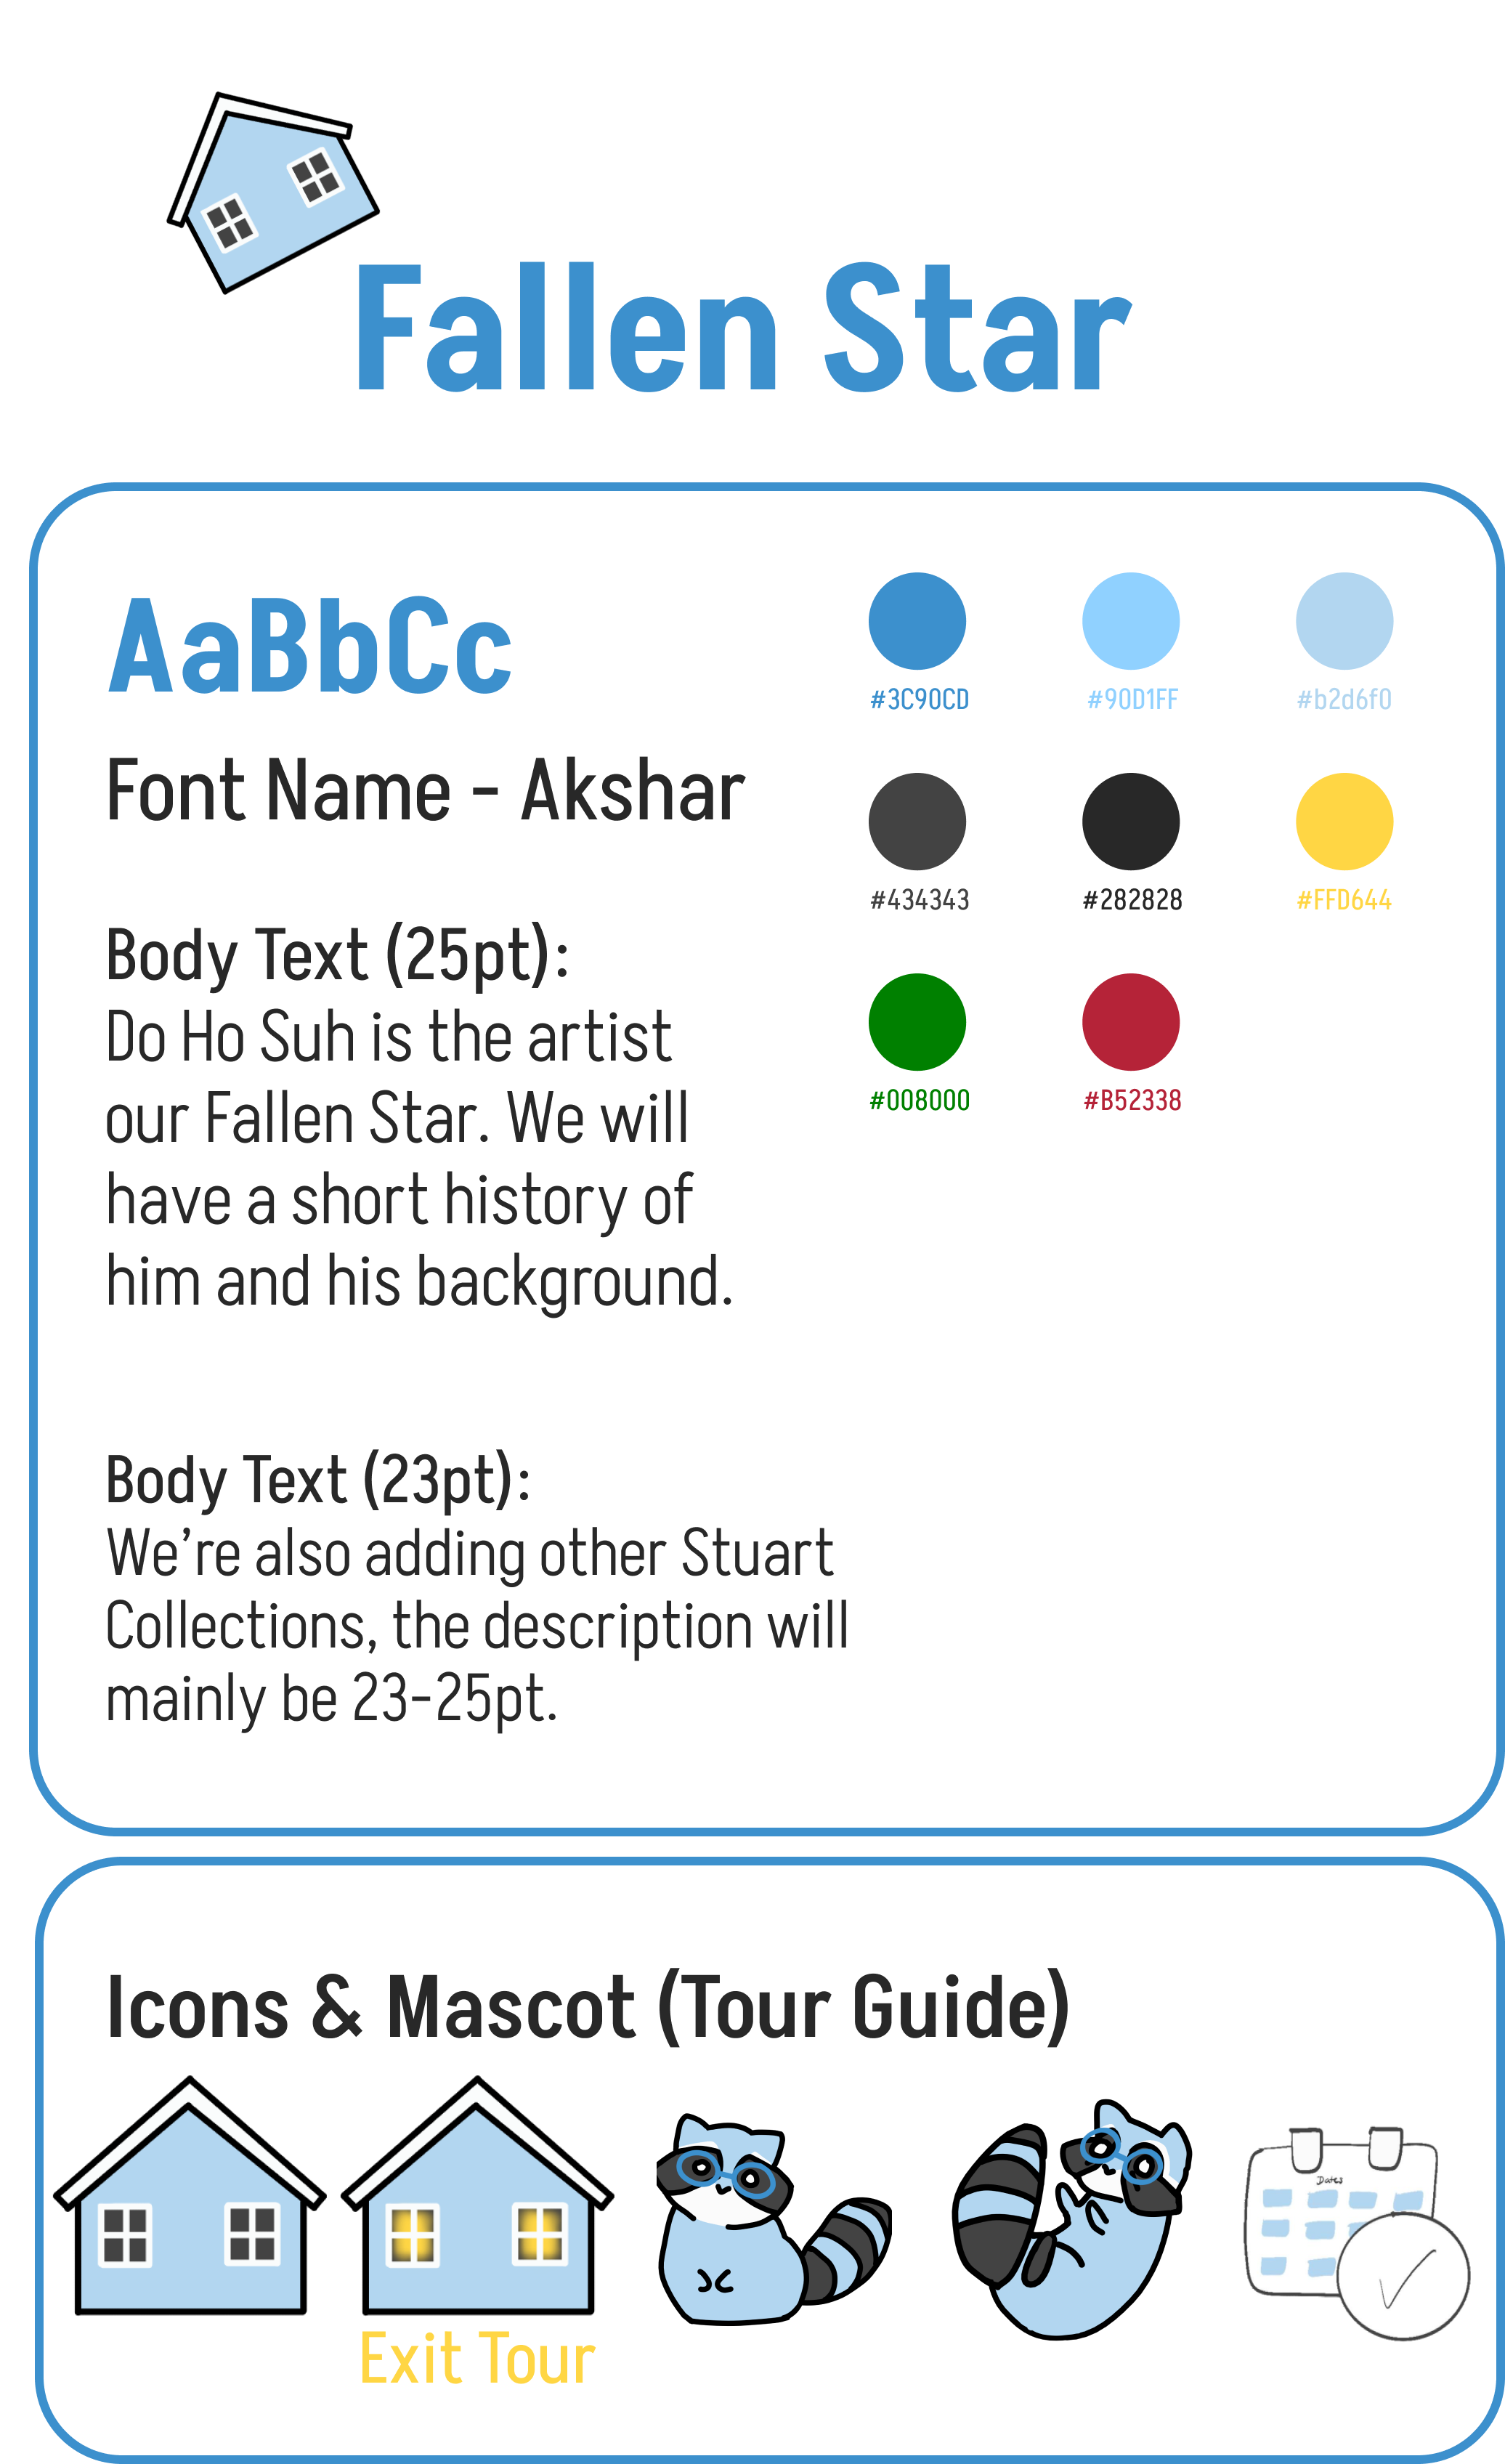 Fallen Star
AaBbCc
Font Name - Akshar
Body Text (25pt):
Do Ho Suh is the artist
our Fallen Star. We will
have a short history of
him and his background.
Body Text (23pt):
We're also adding other Stuart
Collections, the description will
mainly be 23-25pt.
#3C90CD #90D1FF #b2d6f0
#434343 #282828 #FFD644
#008000 #B52338
Icons & Mascot (Tour Guide)
Exit Tour
Dates